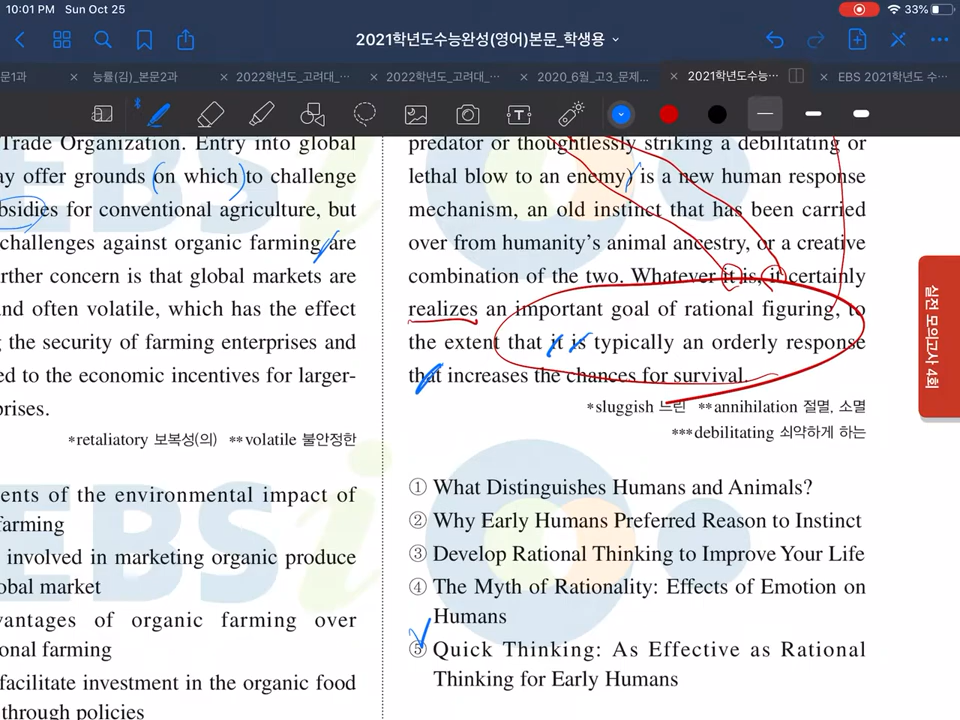 10:01 PM Sun Oct 25
33%
2021학년도수능완성(영어)본문_학생용
문1과
능률(김)_본문2과
2022학년도_고려대_…
2022학년도_고려대_…
2020_6월_고3_문제…
2021학년도수능…
EBS 2021학년도 수…
Trade Organization. Entry into global
ay offer grounds (on which) to challenge
bsidies for conventional agriculture, but
challenges against organic farming are
rther concern is that global markets are
nd often volatile, which has the effect
g the security of farming enterprises and
ed to the economic incentives for larger-
prises.
*retaliatory 보복성(의) **volatile 불안정한
ents of the environmental impact of
farming
involved in marketing organic produce
obal market
vantages of organic farming over
onal farming
facilitate investment in the organic food
through policies
predator or thoughtlessly striking a debilitating or
lethal blow to an enemy) is a new human response
mechanism, an old instinct that has been carried
over from humanity's animal ancestry, or a creative
combination of the two. Whatever it is, it certainly
realizes an important goal of rational figuring, to
the extent that it is typically an orderly response
that increases the chances for survival.
*sluggish 느린 **annihilation 절멸, 소멸
***debilitating 쇠약하게 하는
① What Distinguishes Humans and Animals?
② Why Early Humans Preferred Reason to Instinct
③ Develop Rational Thinking to Improve Your Life
④ The Myth of Rationality: Effects of Emotion on
Humans
⑤ Quick Thinking: As Effective as Rational
Thinking for Early Humans
실전 모의고사 4회
EBSi